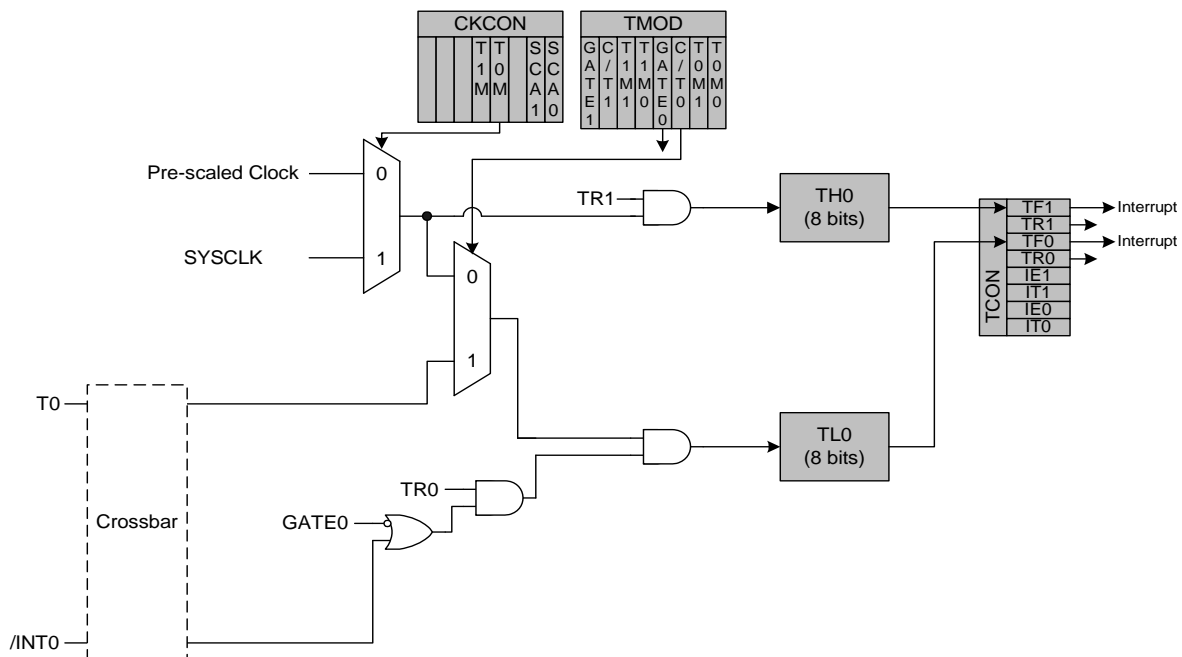 CKCON
TMOD
T1M
T0M
SCA1
SCA0
GATE1
C/T1
T1M1
T1M0
GATE0
C/T0
T0M1
T0M0
Pre-scaled Clock
0
SYSCLK
1
TR1
TH0
(8 bits)
TCON
TF1
TR1
TF0
TR0
IE1
IT1
IE0
IT0
Interrupt
Interrupt
0
1
T0
Crossbar
TL0
(8 bits)
TR0
GATE0
/INT0